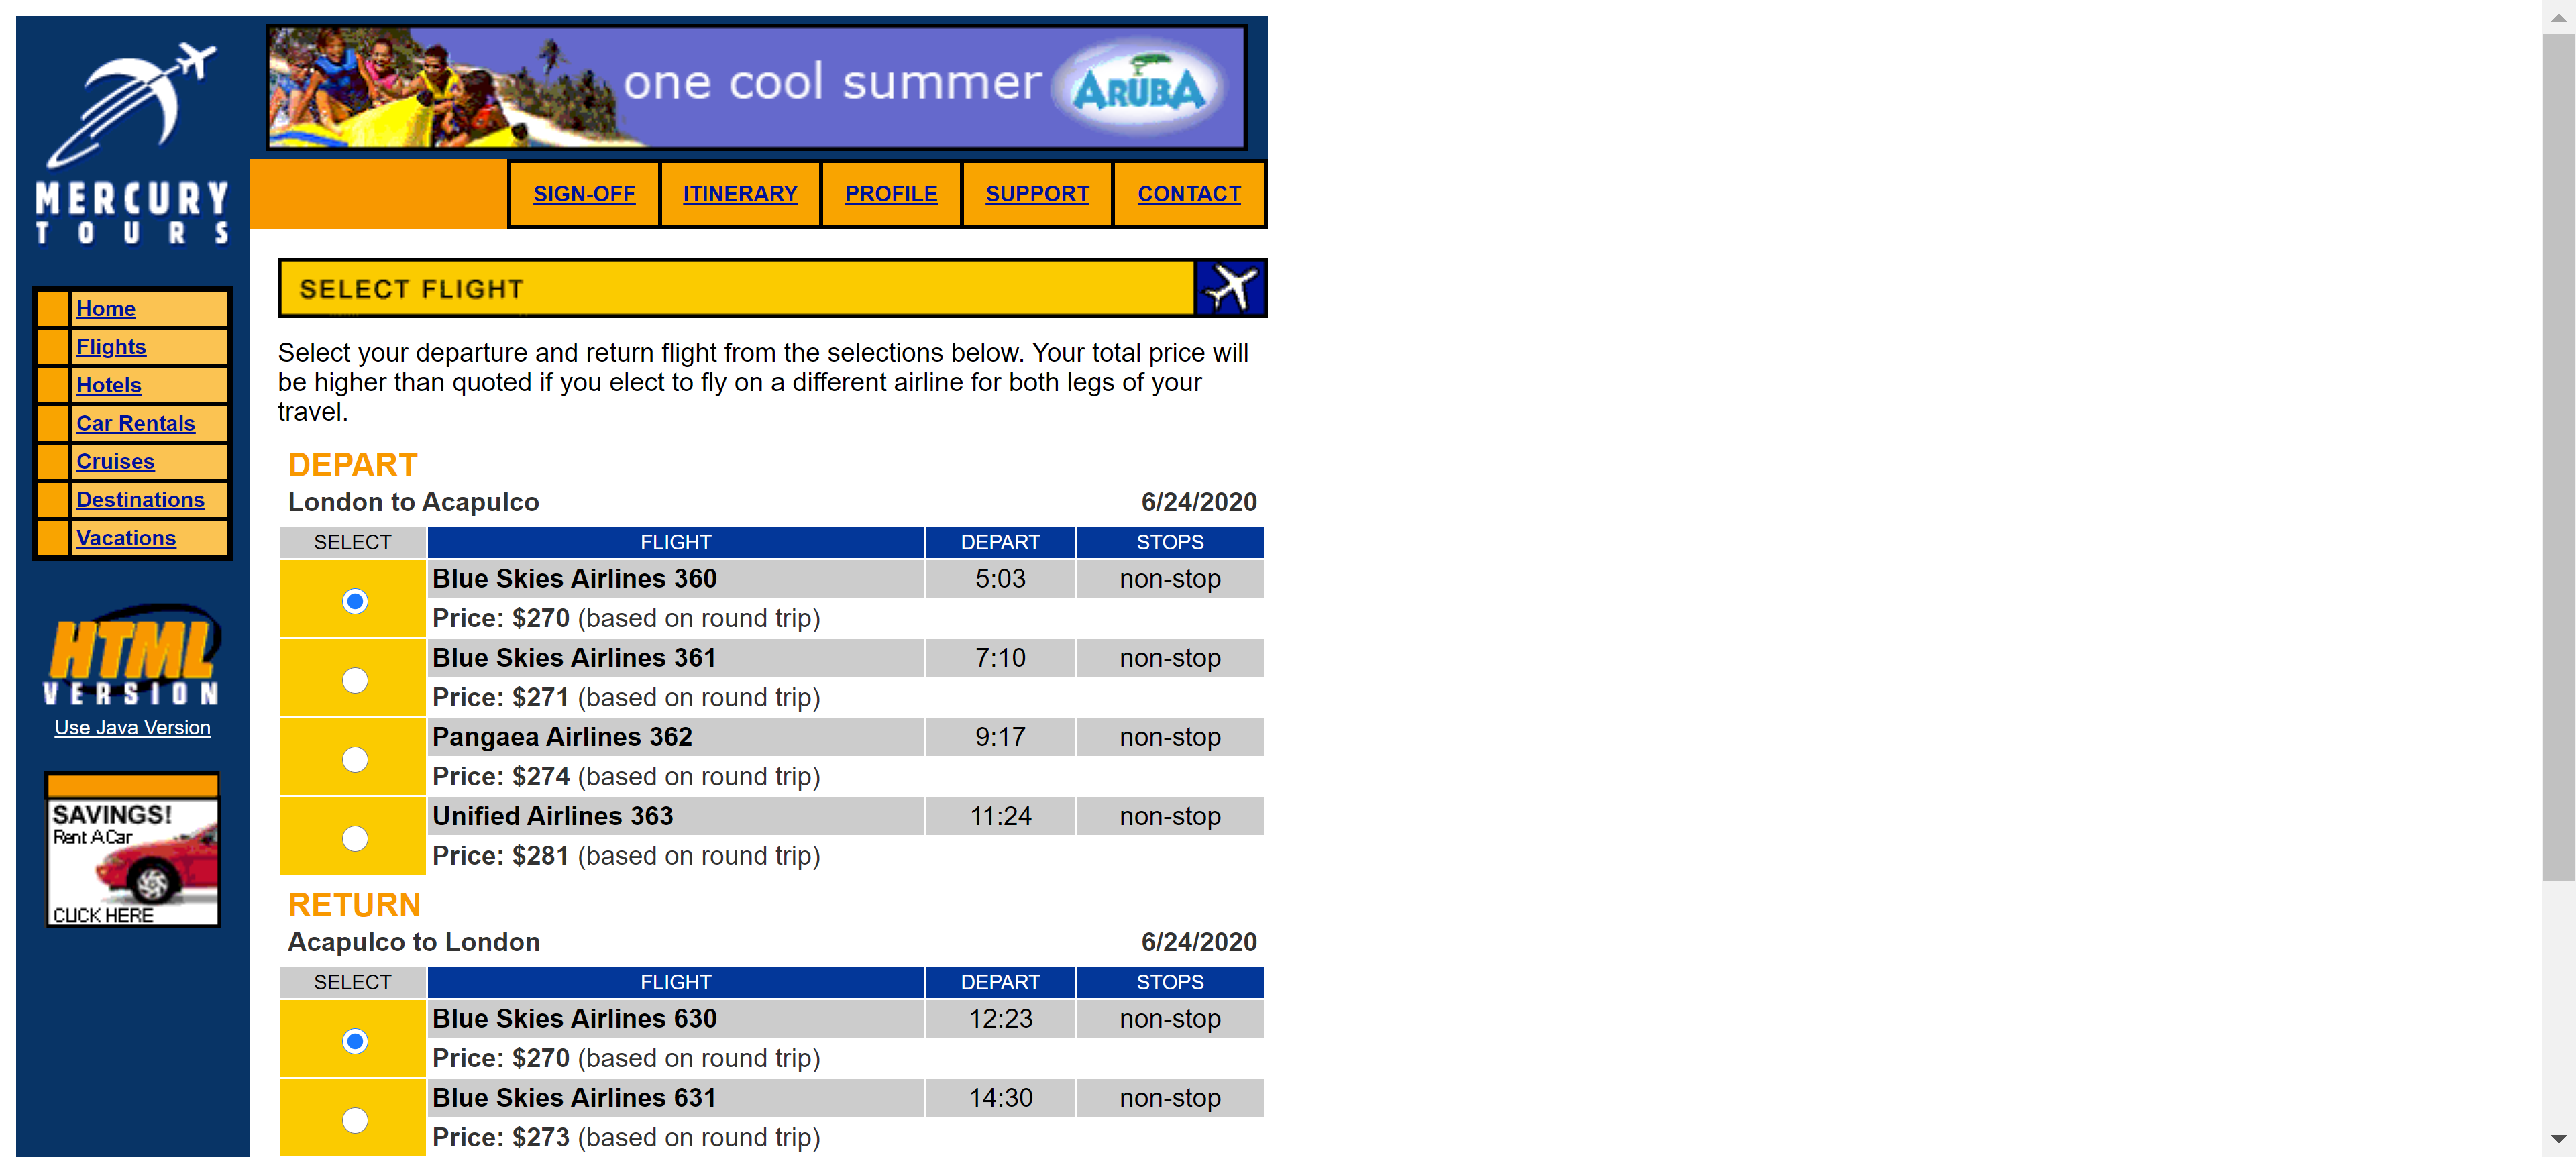 MERCURY
TOURS
one cool summer
ARUBA
SIGN-OFF
ITINERARY
PROFILE
SUPPORT
CONTACT
Home
Flights
Hotels
Car Rentals
Cruises
Destinations
Vacations
HTML
VERSION
Use Java Version
SAVINGS!
Rent A Car
CLICK HERE
SELECT FLIGHT
Select your departure and return flight from the selections below. Your total price will
be higher than quoted if you elect to fly on a different airline for both legs of your
travel.
DEPART
London to Acapulco 6/24/2020
SELECT FLIGHT DEPART STOPS
Blue Skies Airlines 360 5:03 non-stop
Price: $270 (based on round trip)
Blue Skies Airlines 361 7:10 non-stop
Price: $271 (based on round trip)
Pangaea Airlines 362 9:17 non-stop
Price: $274 (based on round trip)
Unified Airlines 363 11:24 non-stop
Price: $281 (based on round trip)
RETURN
Acapulco to London 6/24/2020
SELECT FLIGHT DEPART STOPS
Blue Skies Airlines 630 12:23 non-stop
Price: $270 (based on round trip)
Blue Skies Airlines 631 14:30 non-stop
Price: $273 (based on round trip)